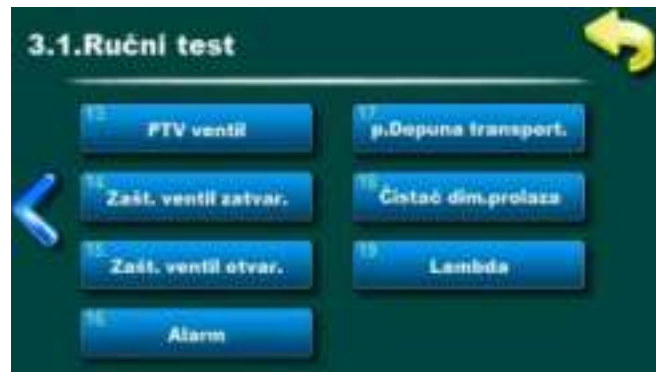 3.1.Ručni test
13
PTV ventil
14
Zašt. ventil zatvar.
15
Zašt. ventil otvar.
16
Alarm
17
p.Dopuna transport.
18
Čistač dim.prolaza
19
Lambda